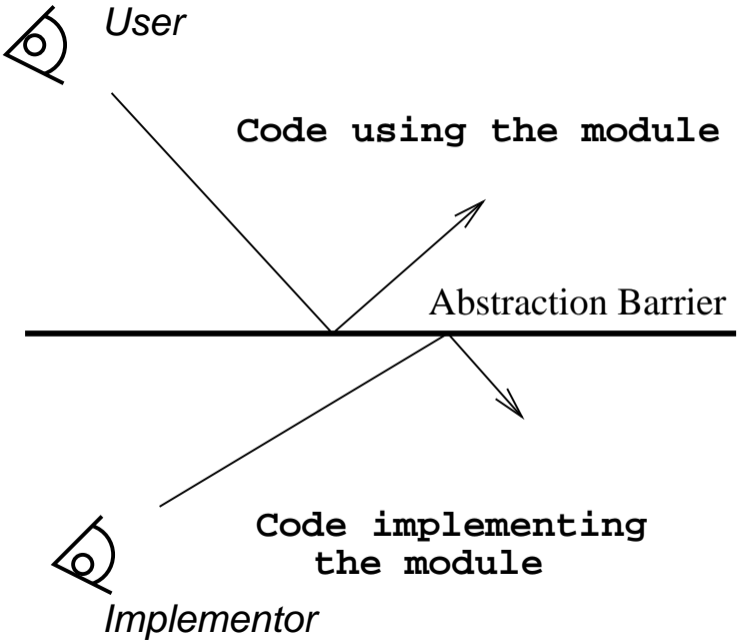 User
Code using the module
Abstraction Barrier
Code implementing
the module
Implementor